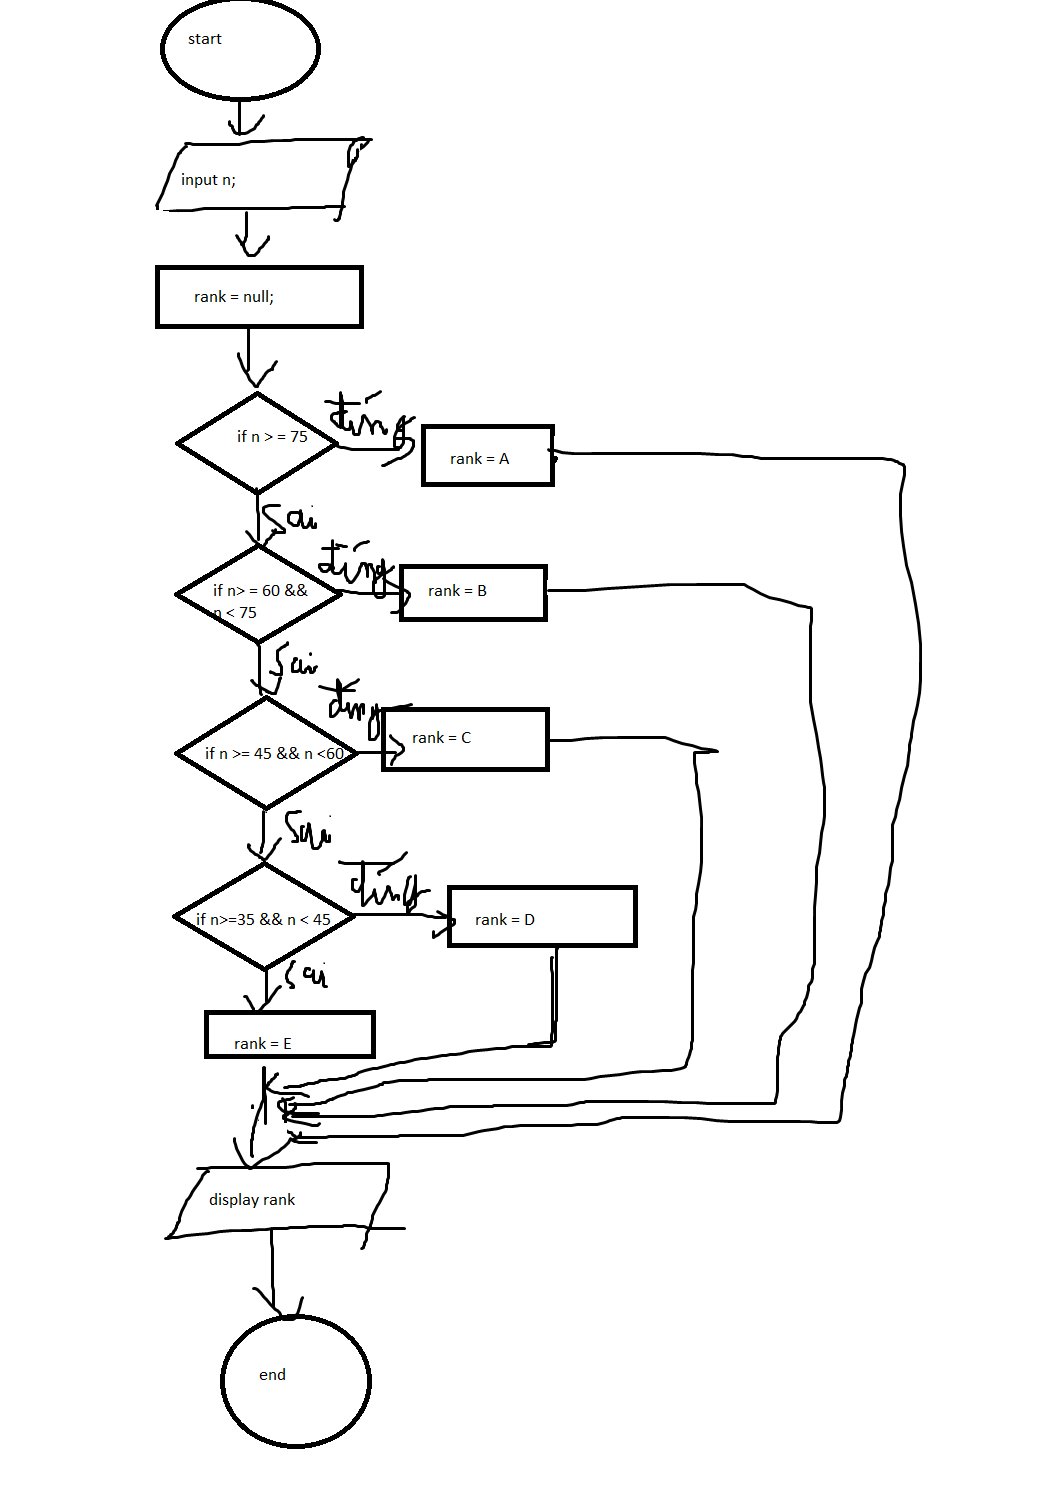 start
input n;
rank = null;
if n > = 75
đúng
rank = A
Sai
if n> = 60 &&
n < 75
đúng
rank = B
Sai
if n >= 45 && n <60
đúng
rank = C
Sai
if n>=35 && n < 45
đúng
rank = D
Sai
rank = E
display rank
end